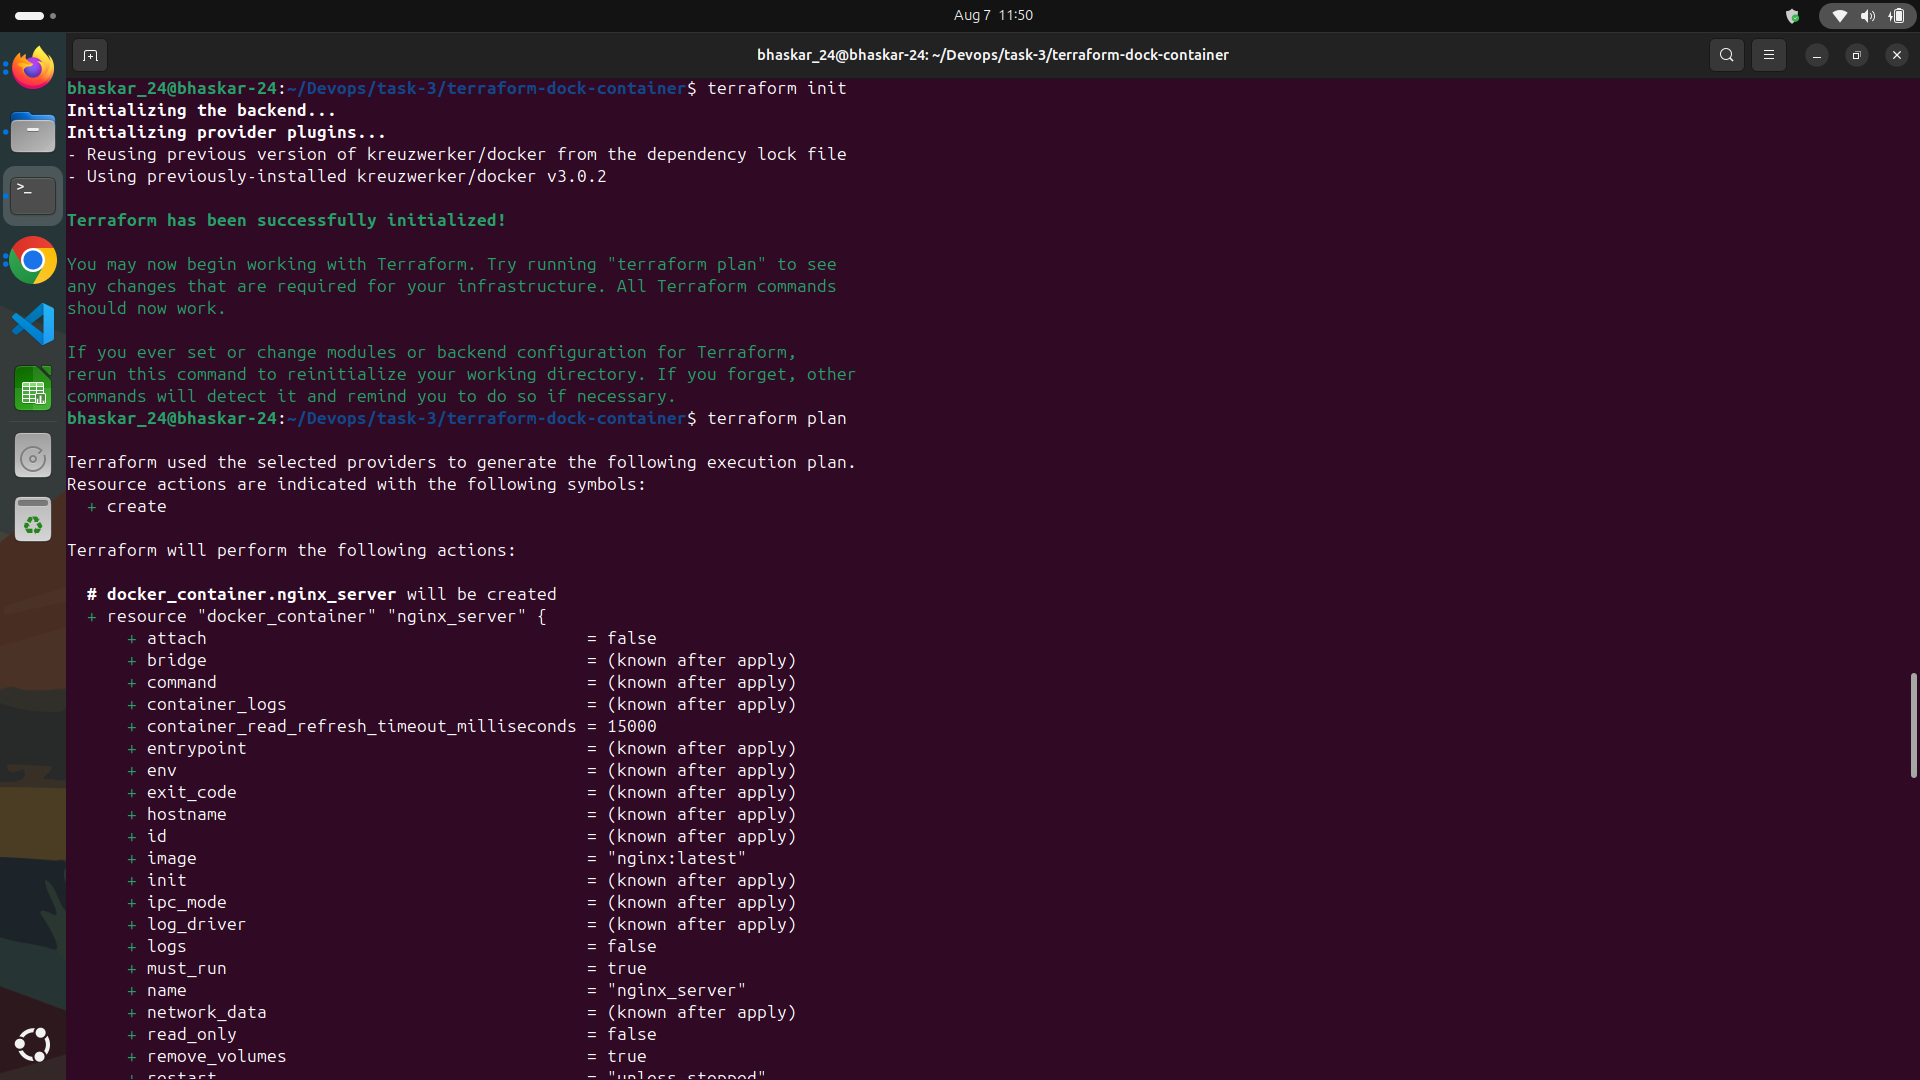 Aug 7 11:50
bhaskar_24@bhaskar-24: ~/Devops/task-3/terraform-dock-container
bhaskar_24@bhaskar-24:~/Devops/task-3/terraform-dock-container$ terraform init
Initializing the backend...
Initializing provider plugins...
- Reusing previous version of kreuzwerker/docker from the dependency lock file
- Using previously-installed kreuzwerker/docker v3.0.2
Terraform has been successfully initialized!
You may now begin working with Terraform. Try running "terraform plan" to see
any changes that are required for your infrastructure. All Terraform commands
should now work.
If you ever set or change modules or backend configuration for Terraform,
rerun this command to reinitialize your working directory. If you forget, other
commands will detect it and remind you to do so if necessary.
bhaskar_24@bhaskar-24:~/Devops/task-3/terraform-dock-container$ terraform plan
Terraform used the selected providers to generate the following execution plan.
Resource actions are indicated with the following symbols:
+ create
Terraform will perform the following actions:
# docker_container.nginx_server will be created
+ resource "docker_container" "nginx_server" {
+ attach = false
+ bridge = (known after apply)
+ command = (known after apply)
+ container_logs = (known after apply)
+ container_read_refresh_timeout_milliseconds = 15000
+ entrypoint = (known after apply)
+ env = (known after apply)
+ exit_code = (known after apply)
+ hostname = (known after apply)
+ id = (known after apply)
+ image = "nginx:latest"
+ init = (known after apply)
+ ipc_mode = (known after apply)
+ log_driver = (known after apply)
+ logs = false
+ must_run = true
+ name = "nginx_server"
+ network_data = (known after apply)
+ read_only = false
+ remove_volumes = true
+ restart = "unless-stopped"